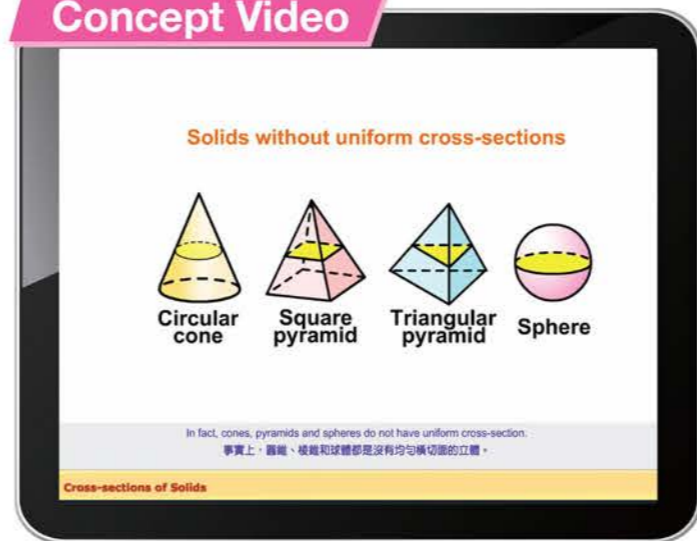 Concept Video
Solids without uniform cross-sections
Circular
cone
Square
pyramid
Triangular
pyramid
Sphere
In fact, cones, pyramids and spheres do not have uniform cross-section.
事實上，圓錐、棱錐和球體都是沒有均勻橫切面的立體。
Cross-sections of Solids